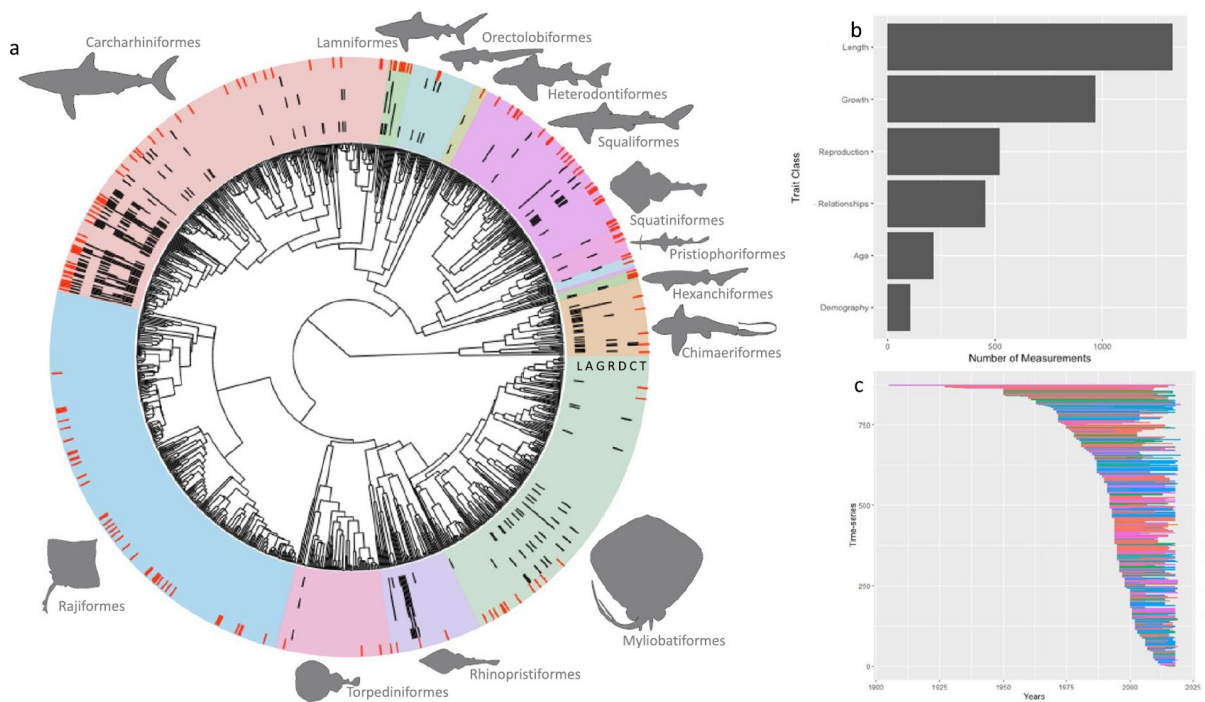 a
Carcharhiniformes
Lamniformes
Orectolobiformes
Heterodontiformes
Squaliformes
Squatiniformes
Pristiophoriformes
Hexanchiformes
Chimaeriformes
L A G R D C T
Myliobatiformes
Rhinopristiformes
Torpediniformes
Rajiformes
b
Trait Class
Length
Growth
Reproduction
- Relationships
Age
Demography
0
500
1000
Number of Measurements
c
Time-series
750
500
250
0
1900
1925
1950
1975
2000
2025
Years